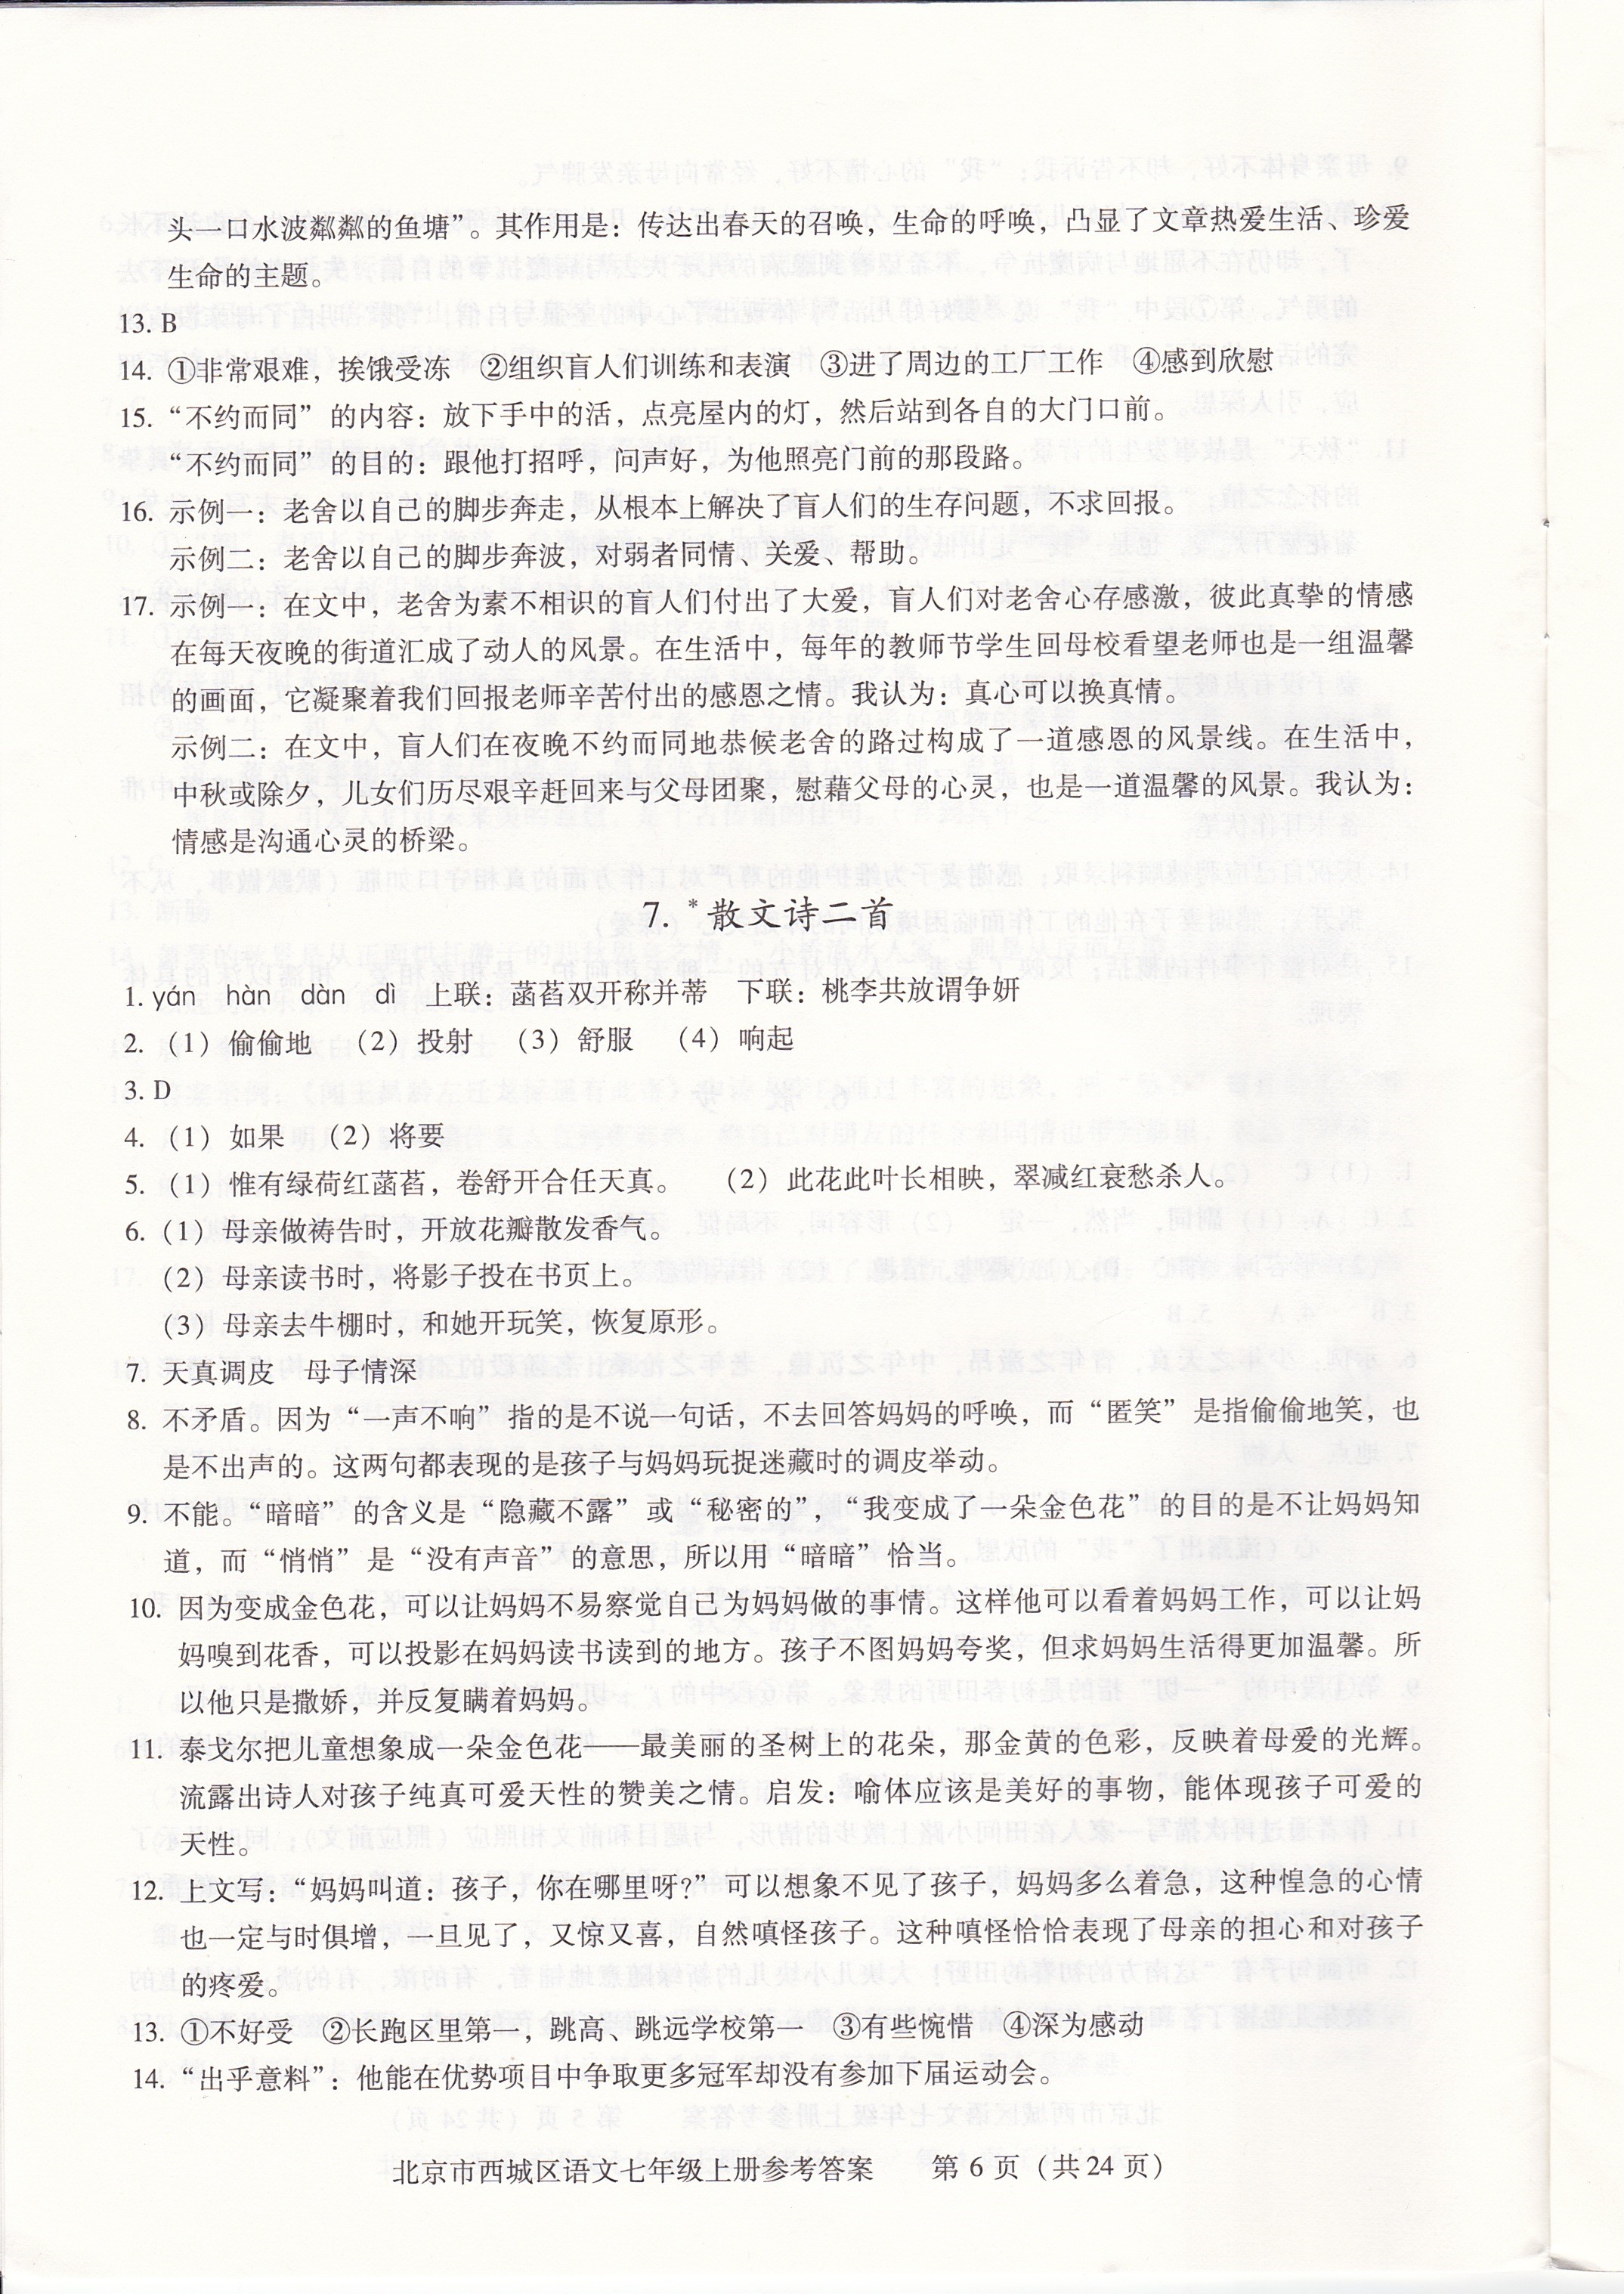 头一口水波粼粼的鱼塘”。其作用是：传达出春天的召唤，生命的呼唤，凸显了文章热爱生活、珍爱
生命的主题。
13. B
14. ①非常艰难，挨饿受冻　②组织盲人们训练和表演　③进了周边的工厂工作　④感到欣慰
15. “不约而同”的内容：放下手中的活，点亮屋内的灯，然后站到各自的大门口前。
“不约而同”的目的：跟他打招呼，问声好，为他照亮门前的那段路。
16. 示例一：老舍以自己的脚步奔走，从根本上解决了盲人们的生存问题，不求回报。
示例二：老舍以自己的脚步奔波，对弱者同情、关爱、帮助。
17. 示例一：在文中，老舍为素不相识的盲人们付出了大爱，盲人们对老舍心存感激，彼此真挚的情感
在每天夜晚的街道汇成了动人的风景。在生活中，每年的教师节学生回母校看望老师也是一组温馨
的画面，它凝聚着我们回报老师辛苦付出的感恩之情。我认为：真心可以换真情。
示例二：在文中，盲人们在夜晚不约而同地恭候老舍的路过构成了一道感恩的风景线。在生活中，
中秋或除夕，儿女们历尽艰辛赶回来与父母团聚，慰藉父母的心灵，也是一道温馨的风景。我认为：
情感是沟通心灵的桥梁。
7. *散文诗二首
1. yán　hàn　dàn　dì　上联：菡萏双开称并蒂　下联：桃李共放谓争妍
2.（1）偷偷地　（2）投射　（3）舒服　（4）响起
3. D
4.（1）如果　（2）将要
5.（1）惟有绿荷红菡萏，卷舒开合任天真。　（2）此花此叶长相映，翠减红衰愁杀人。
6.（1）母亲做祷告时，开放花瓣散发香气。
（2）母亲读书时，将影子投在书页上。
（3）母亲去牛棚时，和她开玩笑，恢复原形。
7. 天真调皮　母子情深
8. 不矛盾。因为“一声不响”指的是不说一句话，不去回答妈妈的呼唤，而“匿笑”是指偷偷地笑，也
是不出声的。这两句都表现的是孩子与妈妈玩捉迷藏时的调皮举动。
9. 不能。“暗暗”的含义是“隐藏不露”或“秘密的”，“我变成了一朵金色花”的目的是不让妈妈知
道，而“悄悄”是“没有声音”的意思，所以用“暗暗”恰当。
10. 因为变成金色花，可以让妈妈不易察觉自己为妈妈做的事情。这样他可以看着妈妈工作，可以让妈
妈嗅到花香，可以投影在妈妈读书读到的地方。孩子不图妈妈夸奖，但求妈妈生活得更加温馨。所
以他只是撒娇，并反复瞒着妈妈。
11. 泰戈尔把儿童想象成一朵金色花——最美丽的圣树上的花朵，那金黄的色彩，反映着母爱的光辉。
流露出诗人对孩子纯真可爱天性的赞美之情。启发：喻体应该是美好的事物，能体现孩子可爱的
天性。
12. 上文写：“妈妈叫道：孩子，你在哪里呀?”可以想象不见了孩子，妈妈多么着急，这种惶急的心情
也一定与时俱增，一旦见了，又惊又喜，自然嗔怪孩子。这种嗔怪恰恰表现了母亲的担心和对孩子
的疼爱。
13. ①不好受　②长跑区里第一，跳高、跳远学校第一　③有些惋惜　④深为感动
14. “出乎意料”：他能在优势项目中争取更多冠军却没有参加下届运动会。
北京市西城区语文七年级上册参考答案　第 6 页（共 24 页）